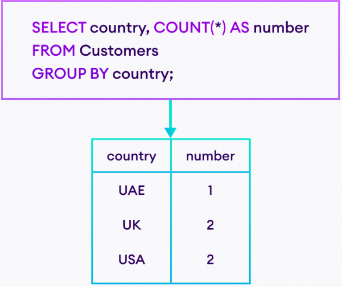 SELECT country, COUNT(*) AS number
FROM Customers
GROUP BY country;
country number
UAE 1
UK 2
USA 2